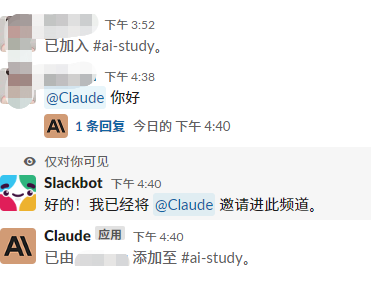 下午 3:52
已加入 #ai-study。
下午 4:38
@Claude 你好
1 条回复 今日的 下午 4:40
仅对你可见
Slackbot 下午 4:40
好的！我已经将 @Claude 邀请进此频道。
Claude 应用 下午 4:40
已由 添加至 #ai-study。